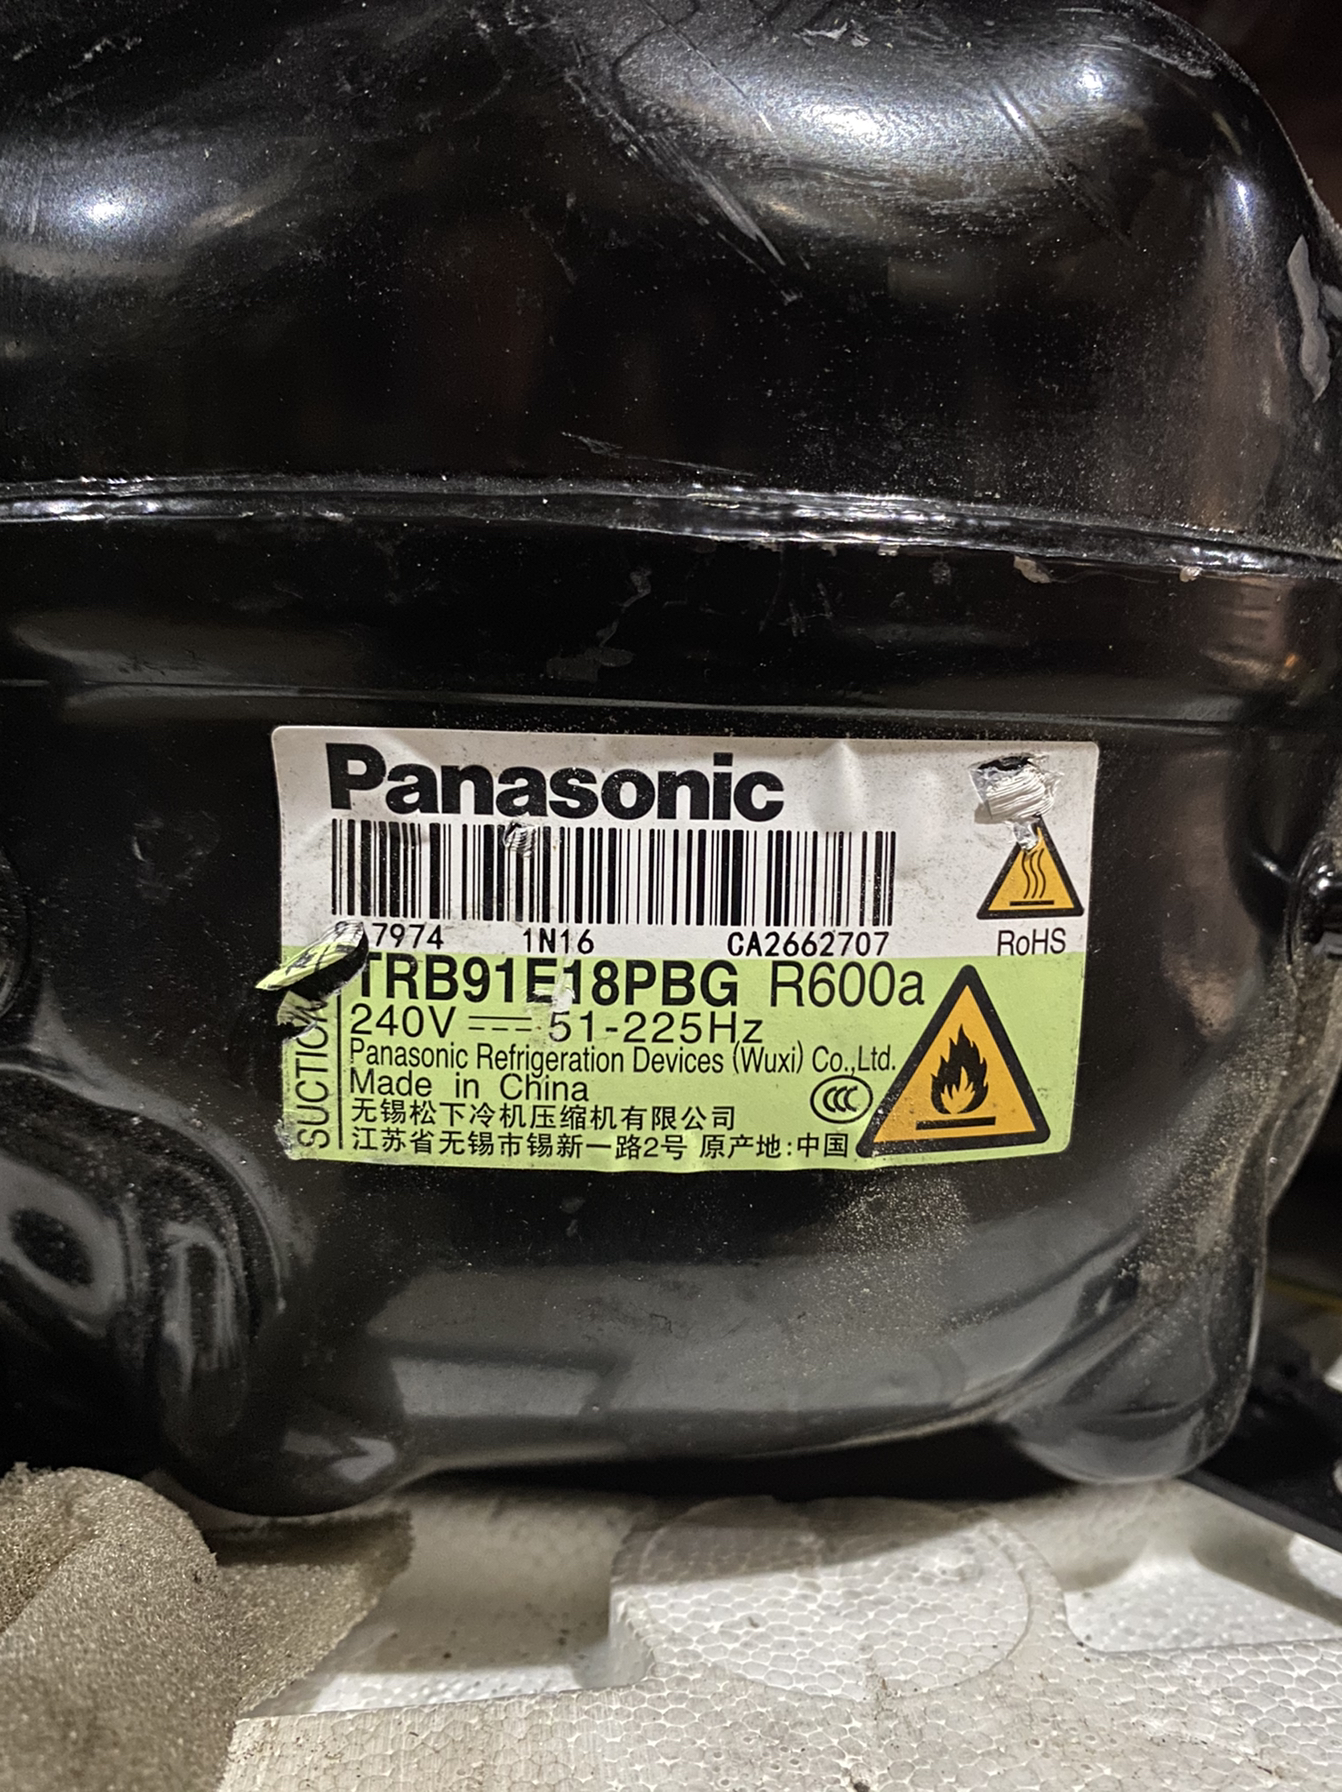 Panasonic
7974 1N16 CA2662707
RoHS
TRB91E18PBG R600a
240V ⎓ 51-225Hz
Panasonic Refrigeration Devices (Wuxi) Co.,Ltd.
Made in China
CCC
无锡松下冷机压缩机有限公司
江苏省无锡市锡新一路2号 原产地:中国
SUCTION